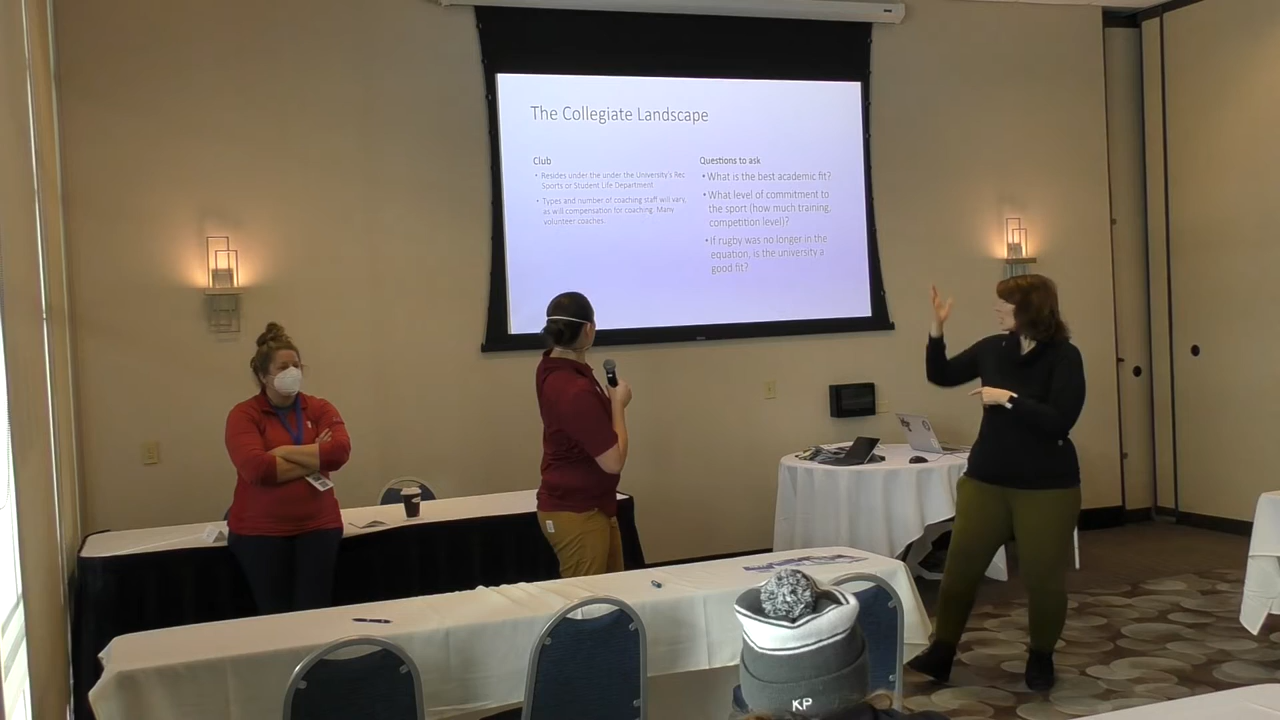 The Collegiate Landscape
Club
• Resides under the under the University's Rec
Sports or Student Life Department
• Types and number of coaching staff will vary,
as will compensation for coaching. Many
volunteer coaches.
Questions to ask
• What is the best academic fit?
• What level of commitment to
the sport (how much training,
competition level)?
• If rugby was no longer in the
equation, is the university a
good fit?
KP